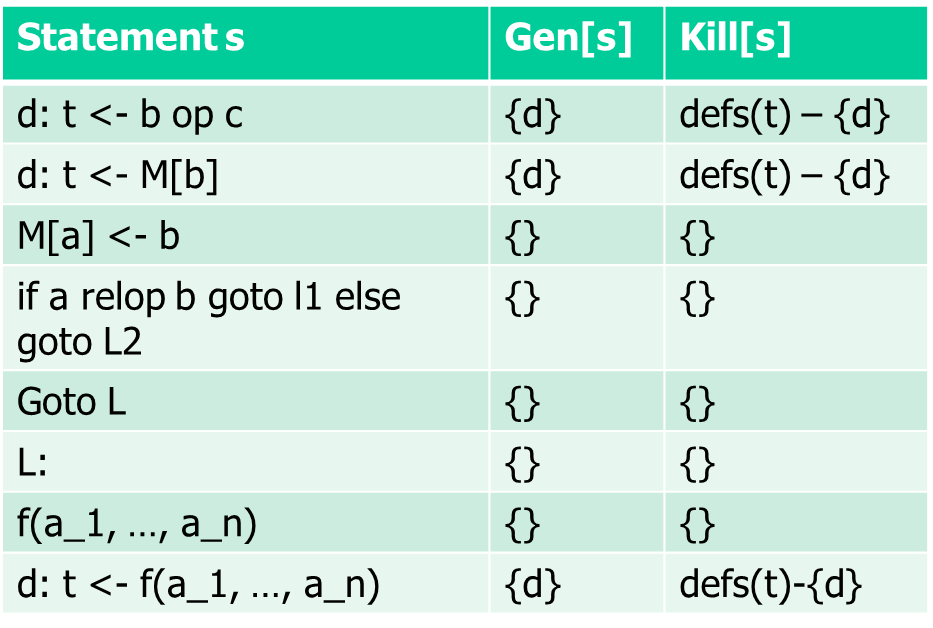 Statement s Gen[s] Kill[s]
d: t <- b op c {d} defs(t) – {d}
d: t <- M[b] {d} defs(t) – {d}
M[a] <- b {} {}
if a relop b goto l1 else {} {}
goto L2
Goto L {} {}
L: {} {}
f(a_1, …, a_n) {} {}
d: t <- f(a_1, …, a_n) {d} defs(t)-{d}